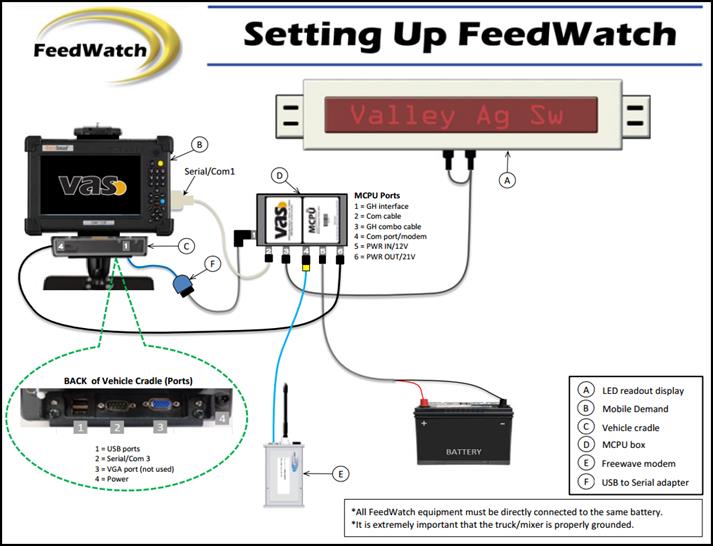 FeedWatch
Setting Up FeedWatch
Valley Ag Sw
A
B
Serial/Com1
vas
D
vas
MCPU
MCPU Ports
1 = GH interface
2 = Com cable
3 = GH combo cable
4 = Com port/modem
5 = PWR IN/12V
6 = PWR OUT/21V
4
1
C
F
BACK of Vehicle Cradle (Ports)
1
2
3
4
1 = USB ports
2 = Serial/Com 3
3 = VGA port (not used)
4 = Power
E
+ −
BATTERY
A LED readout display
B Mobile Demand
C Vehicle cradle
D MCPU box
E Freewave modem
F USB to Serial adapter
*All FeedWatch equipment must be directly connected to the same battery.
*It is extremely important that the truck/mixer is properly grounded.